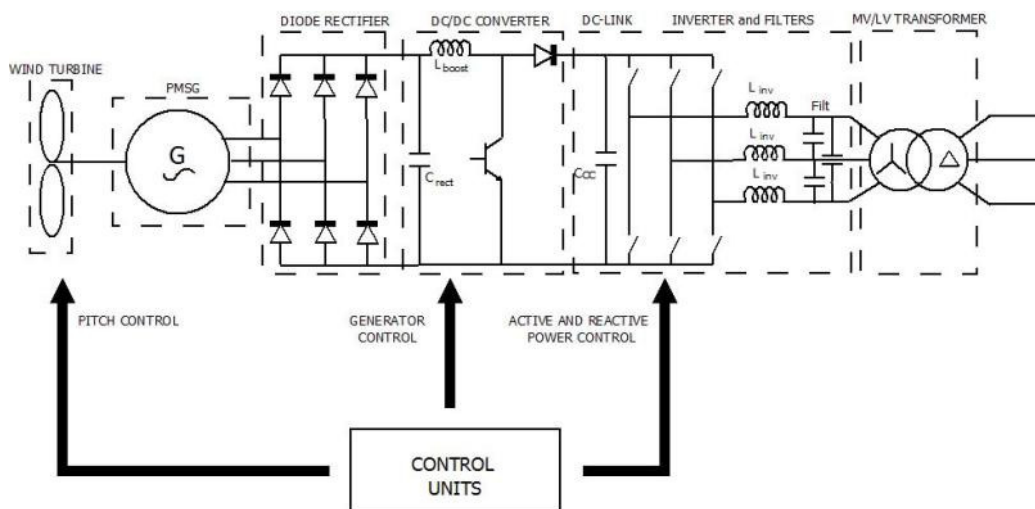 DIODE RECTIFIER
DC/DC CONVERTER
DC-LINK
INVERTER and FILTERS
MV/LV TRANSFORMER
WIND TURBINE
PMSG
G
L boost
C rect
CCC
L inv
L inv
L inv
Filt
PITCH CONTROL
GENERATOR
CONTROL
ACTIVE AND REACTIVE
POWER CONTROL
CONTROL
UNITS